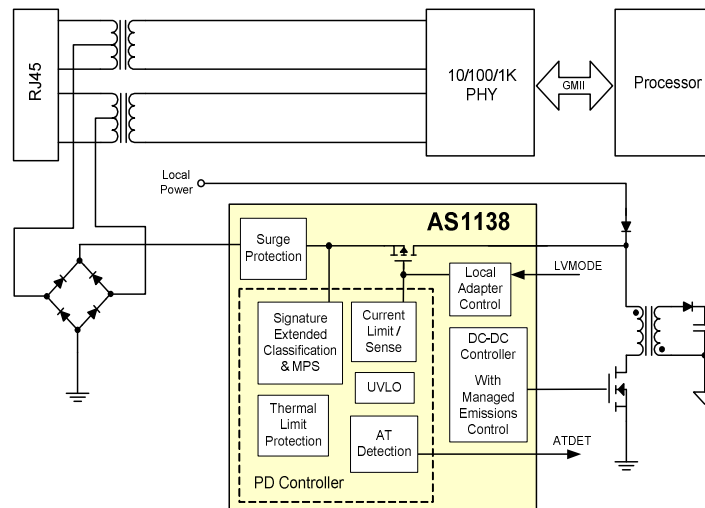 RJ45
10/100/1K
PHY
GMII
Processor
Local
Power
AS1138
Surge
Protection
Local
Adapter
Control
LVMODE
Signature
Extended
Classification
& MPS
Current
Limit /
Sense
DC-DC
Controller
With
Managed
Emissions
Control
UVLO
Thermal
Limit
Protection
AT
Detection
ATDET
PD Controller